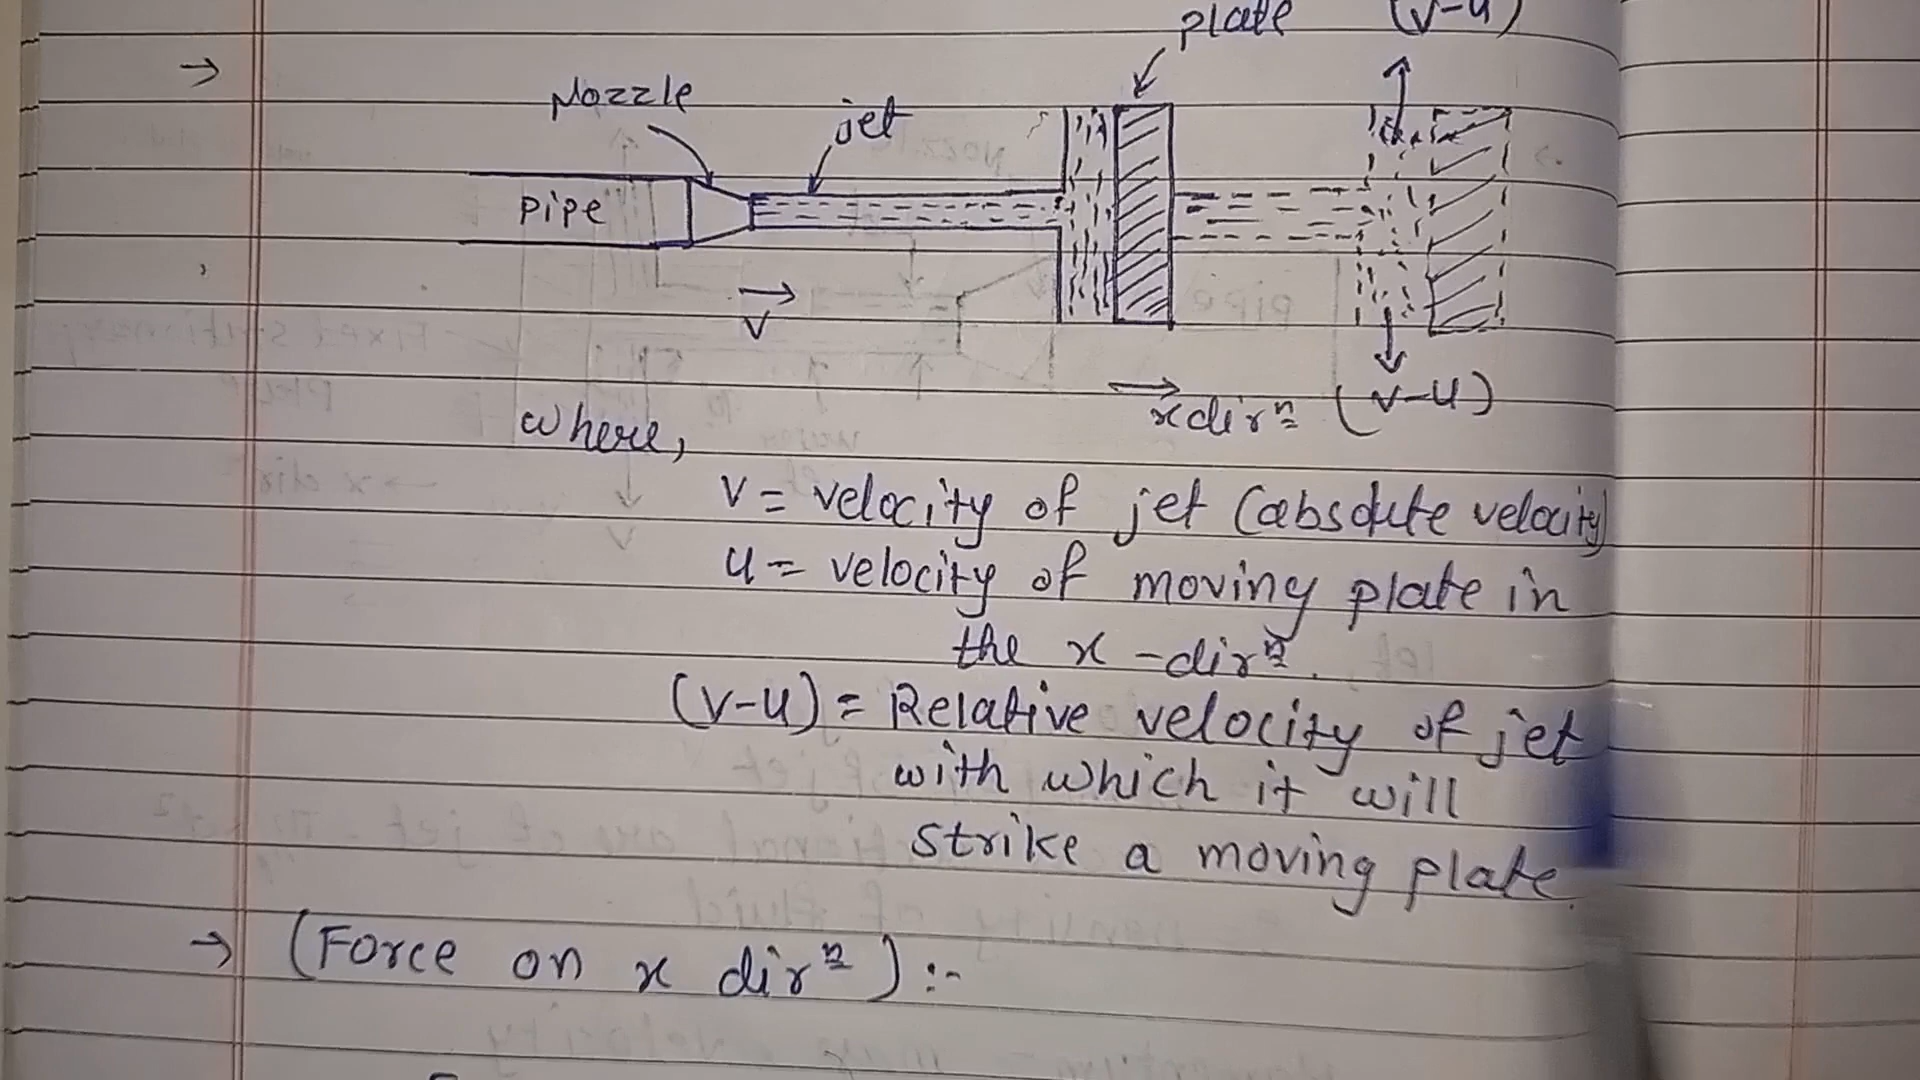 plate (V-u)
→
Nozzle
jet
pipe
V
x dirⁿ (v-u)
where,
V = velocity of jet (absolute velocity)
u = velocity of moving plate in
the x -dirⁿ.
(v-u) = Relative velocity of jet
with which it will
strike a moving plate.
→ (Force on x dirⁿ) :-